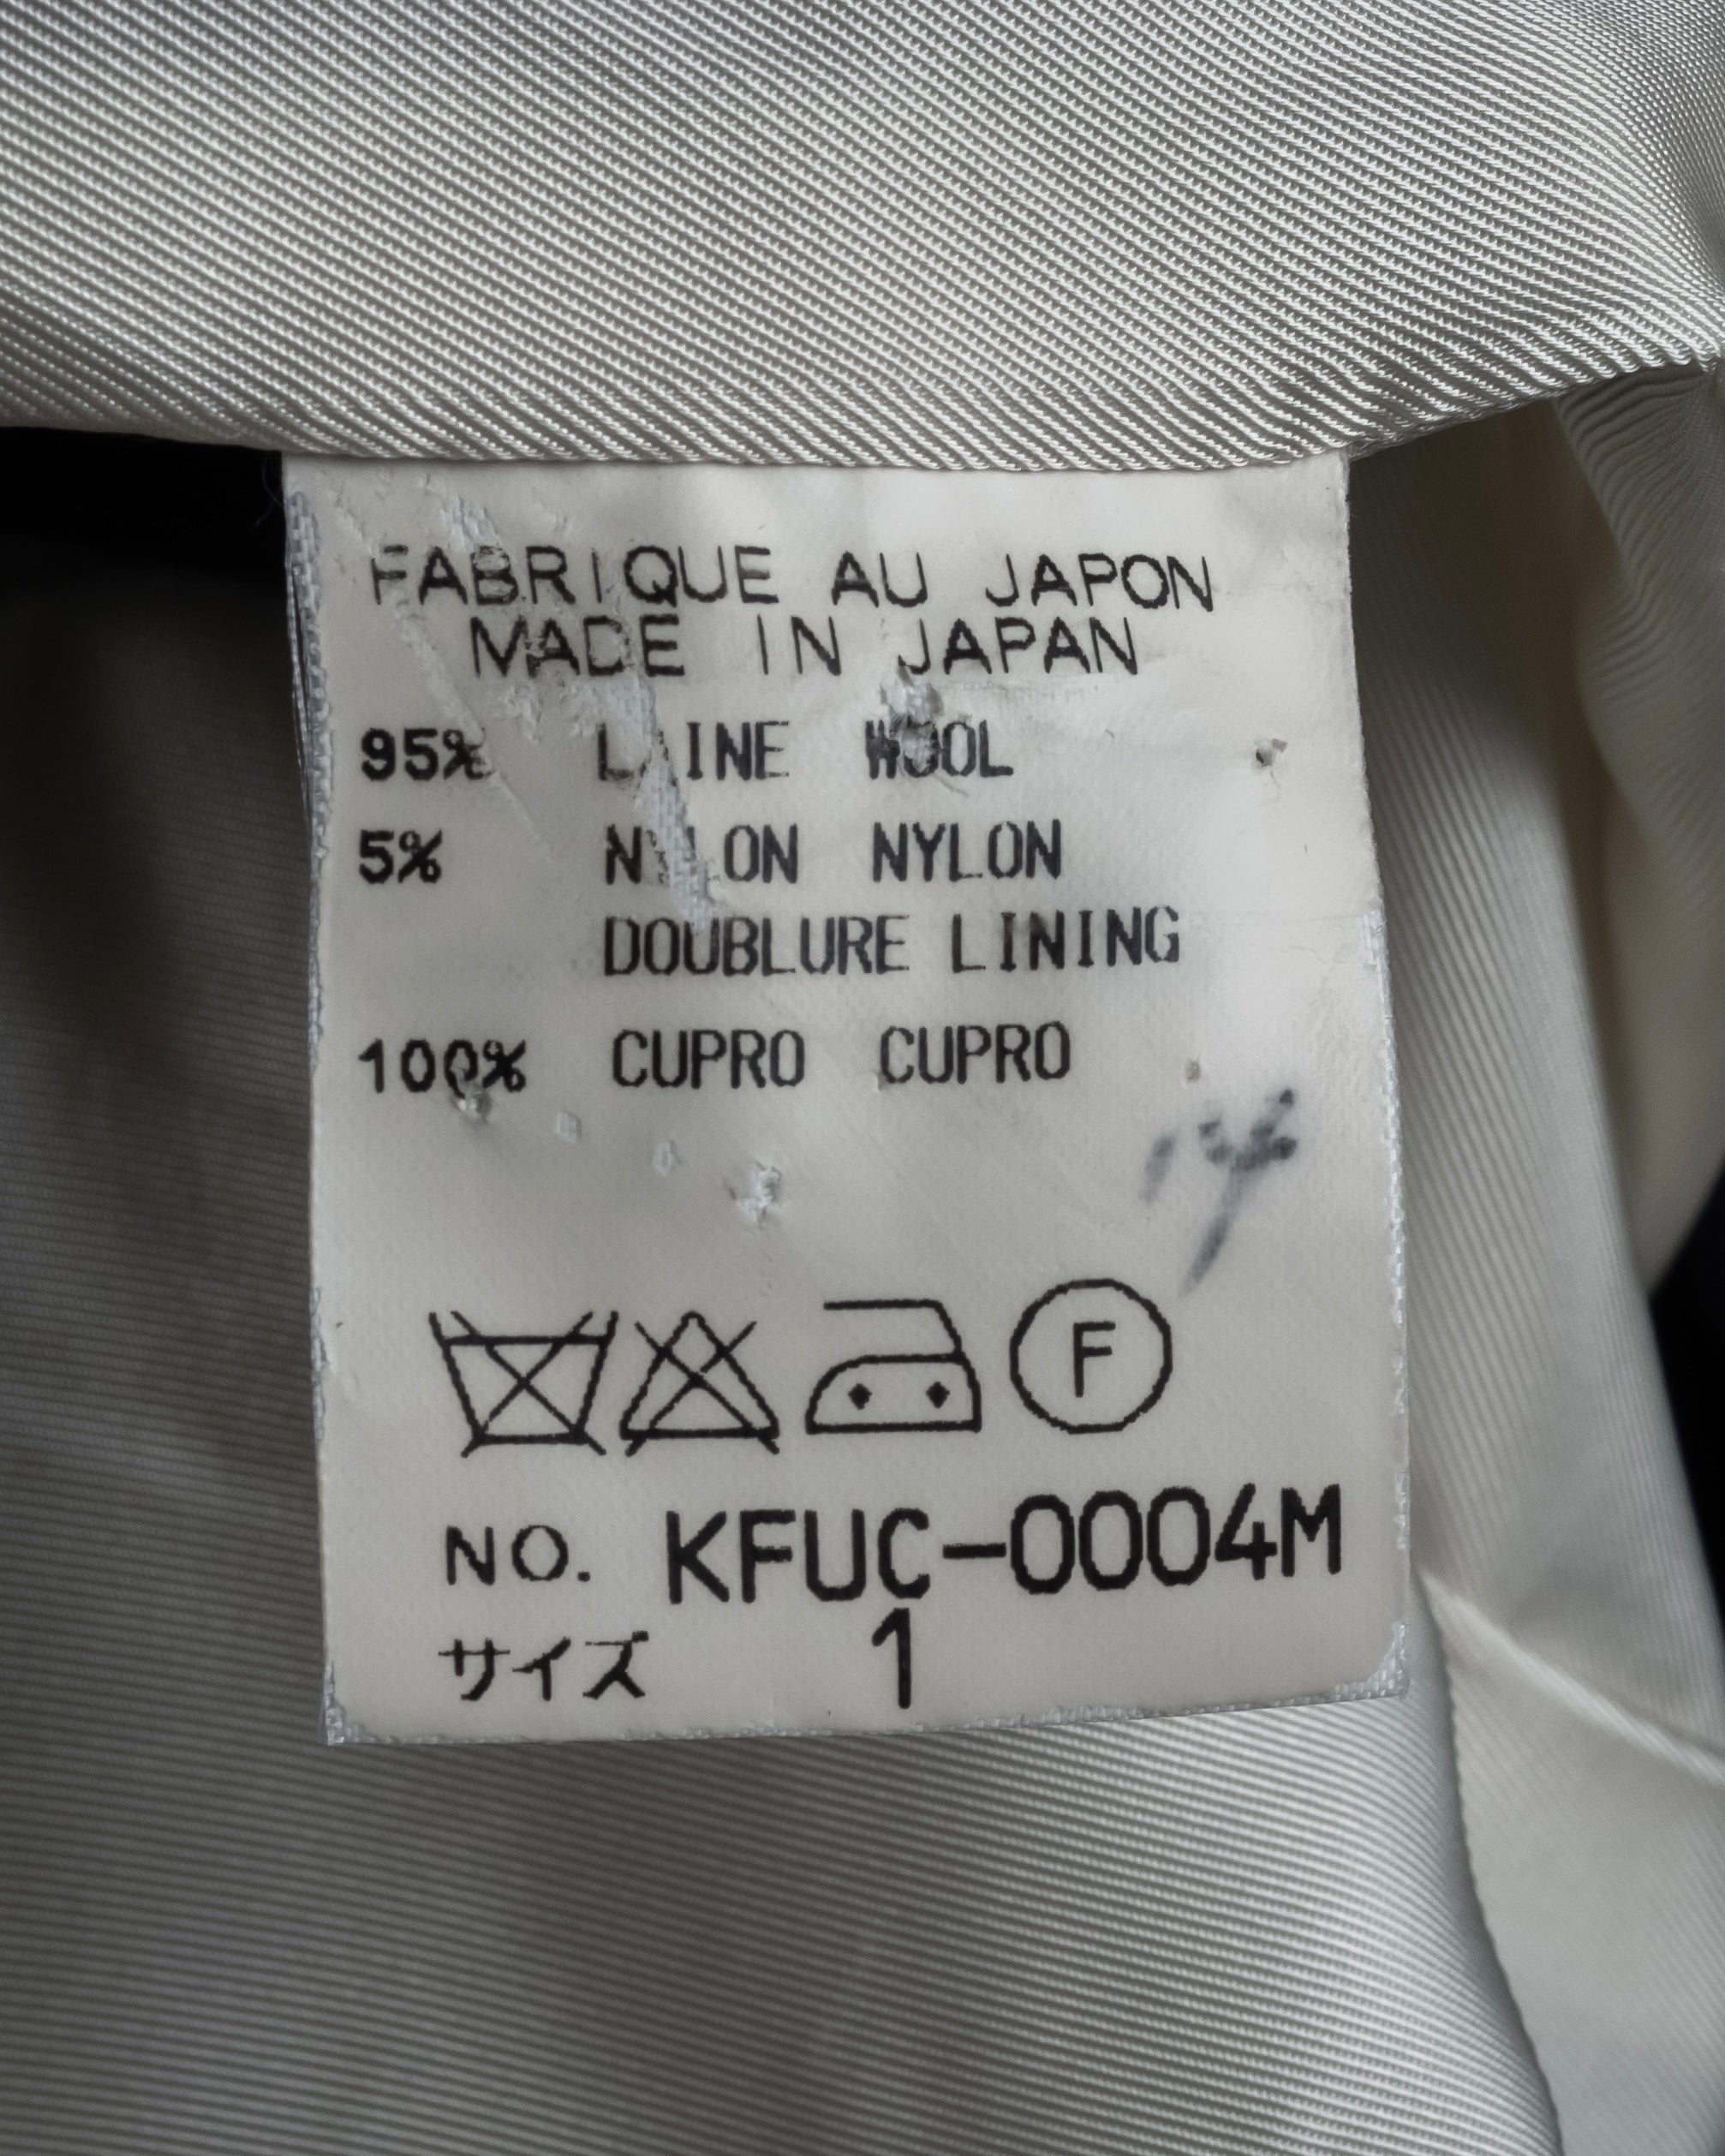 FABRIQUE AU JAPON
MADE IN JAPAN
95% LAINE WOOL
5% NYLON NYLON
DOUBLURE LINING
100% CUPRO CUPRO
F
NO. KFUC-0004M
サイズ 1